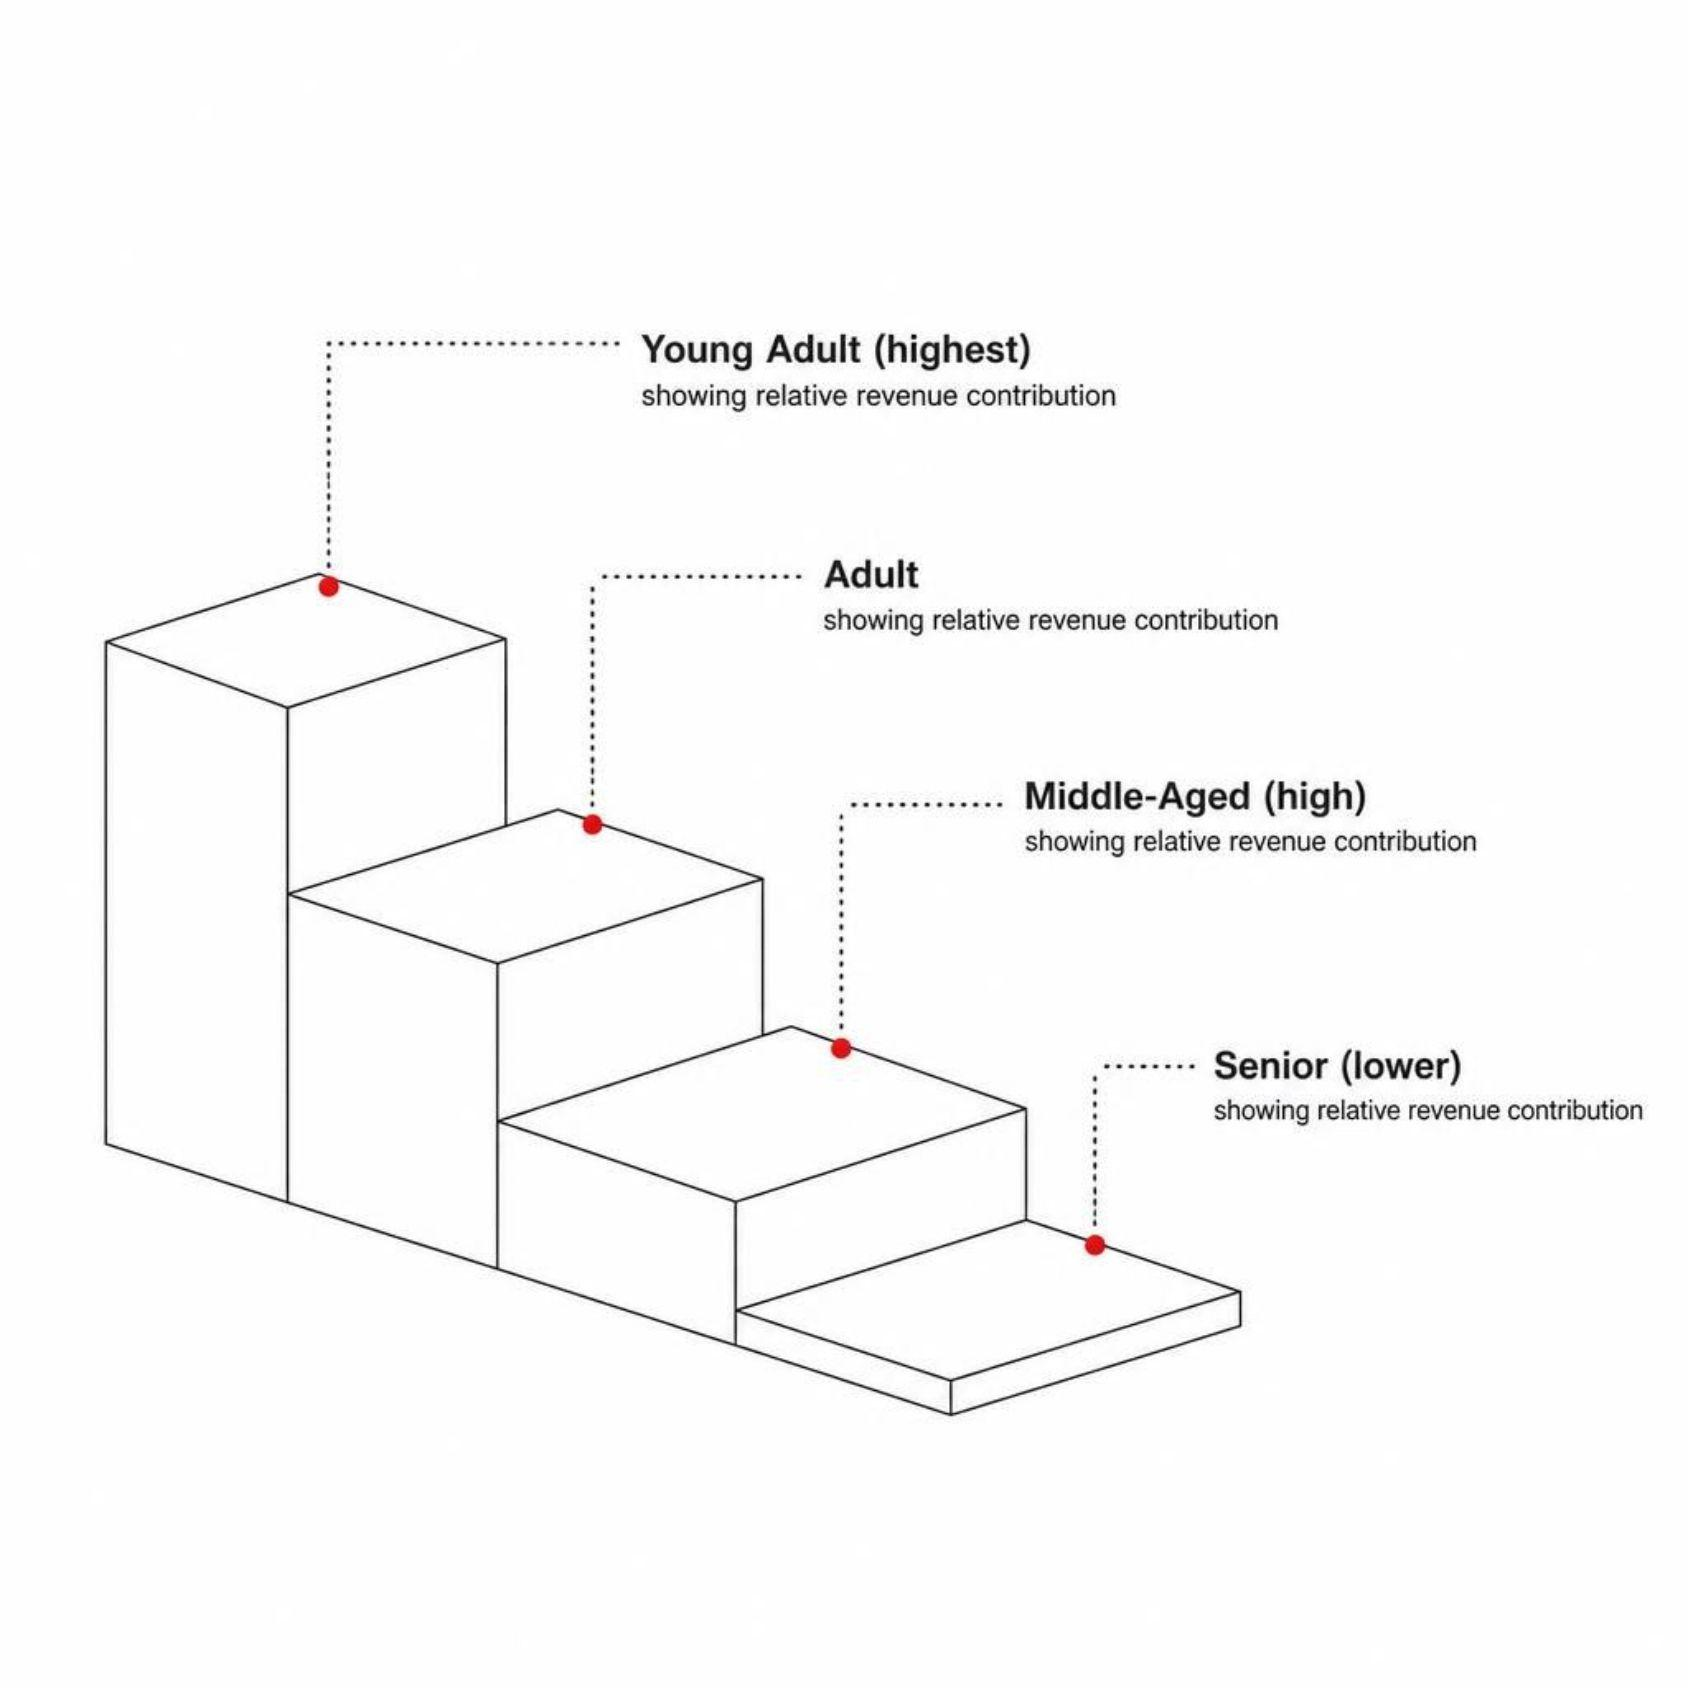 Young Adult (highest)
showing relative revenue contribution
Adult
showing relative revenue contribution
Middle-Aged (high)
showing relative revenue contribution
Senior (lower)
showing relative revenue contribution